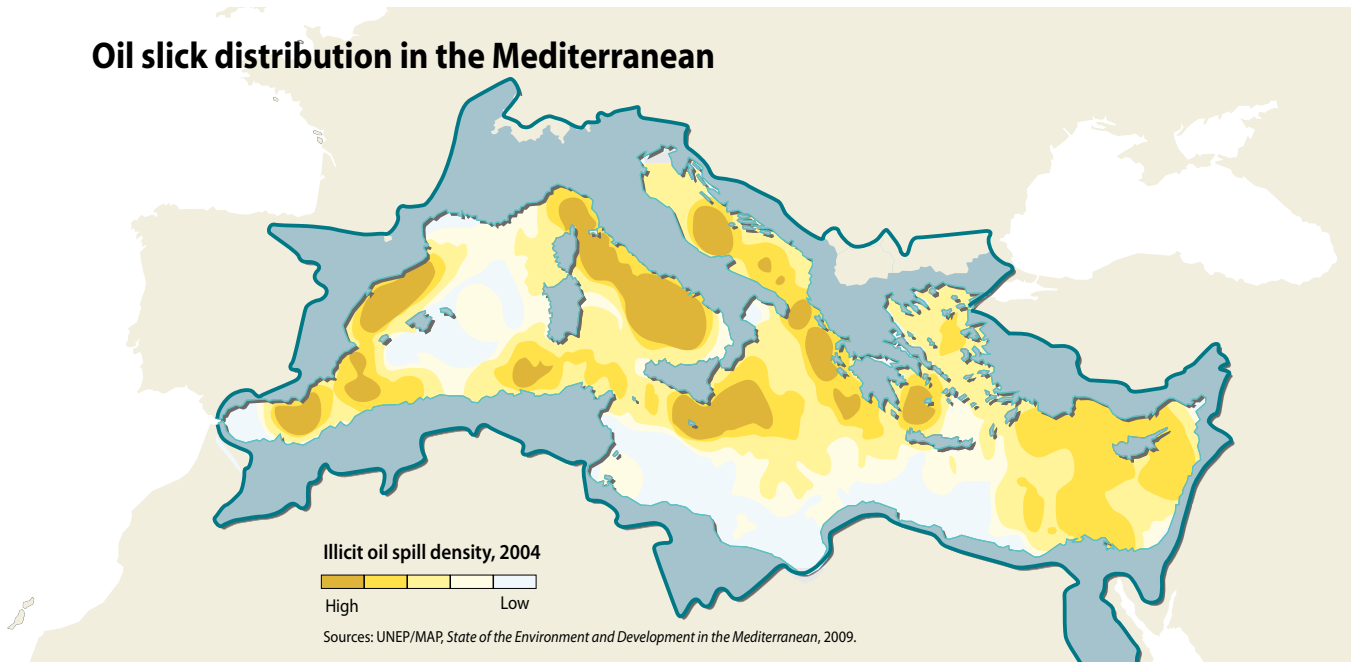 Oil slick distribution in the Mediterranean
Illicit oil spill density, 2004
High
Low
Sources: UNEP/MAP, State of the Environment and Development in the Mediterranean, 2009.